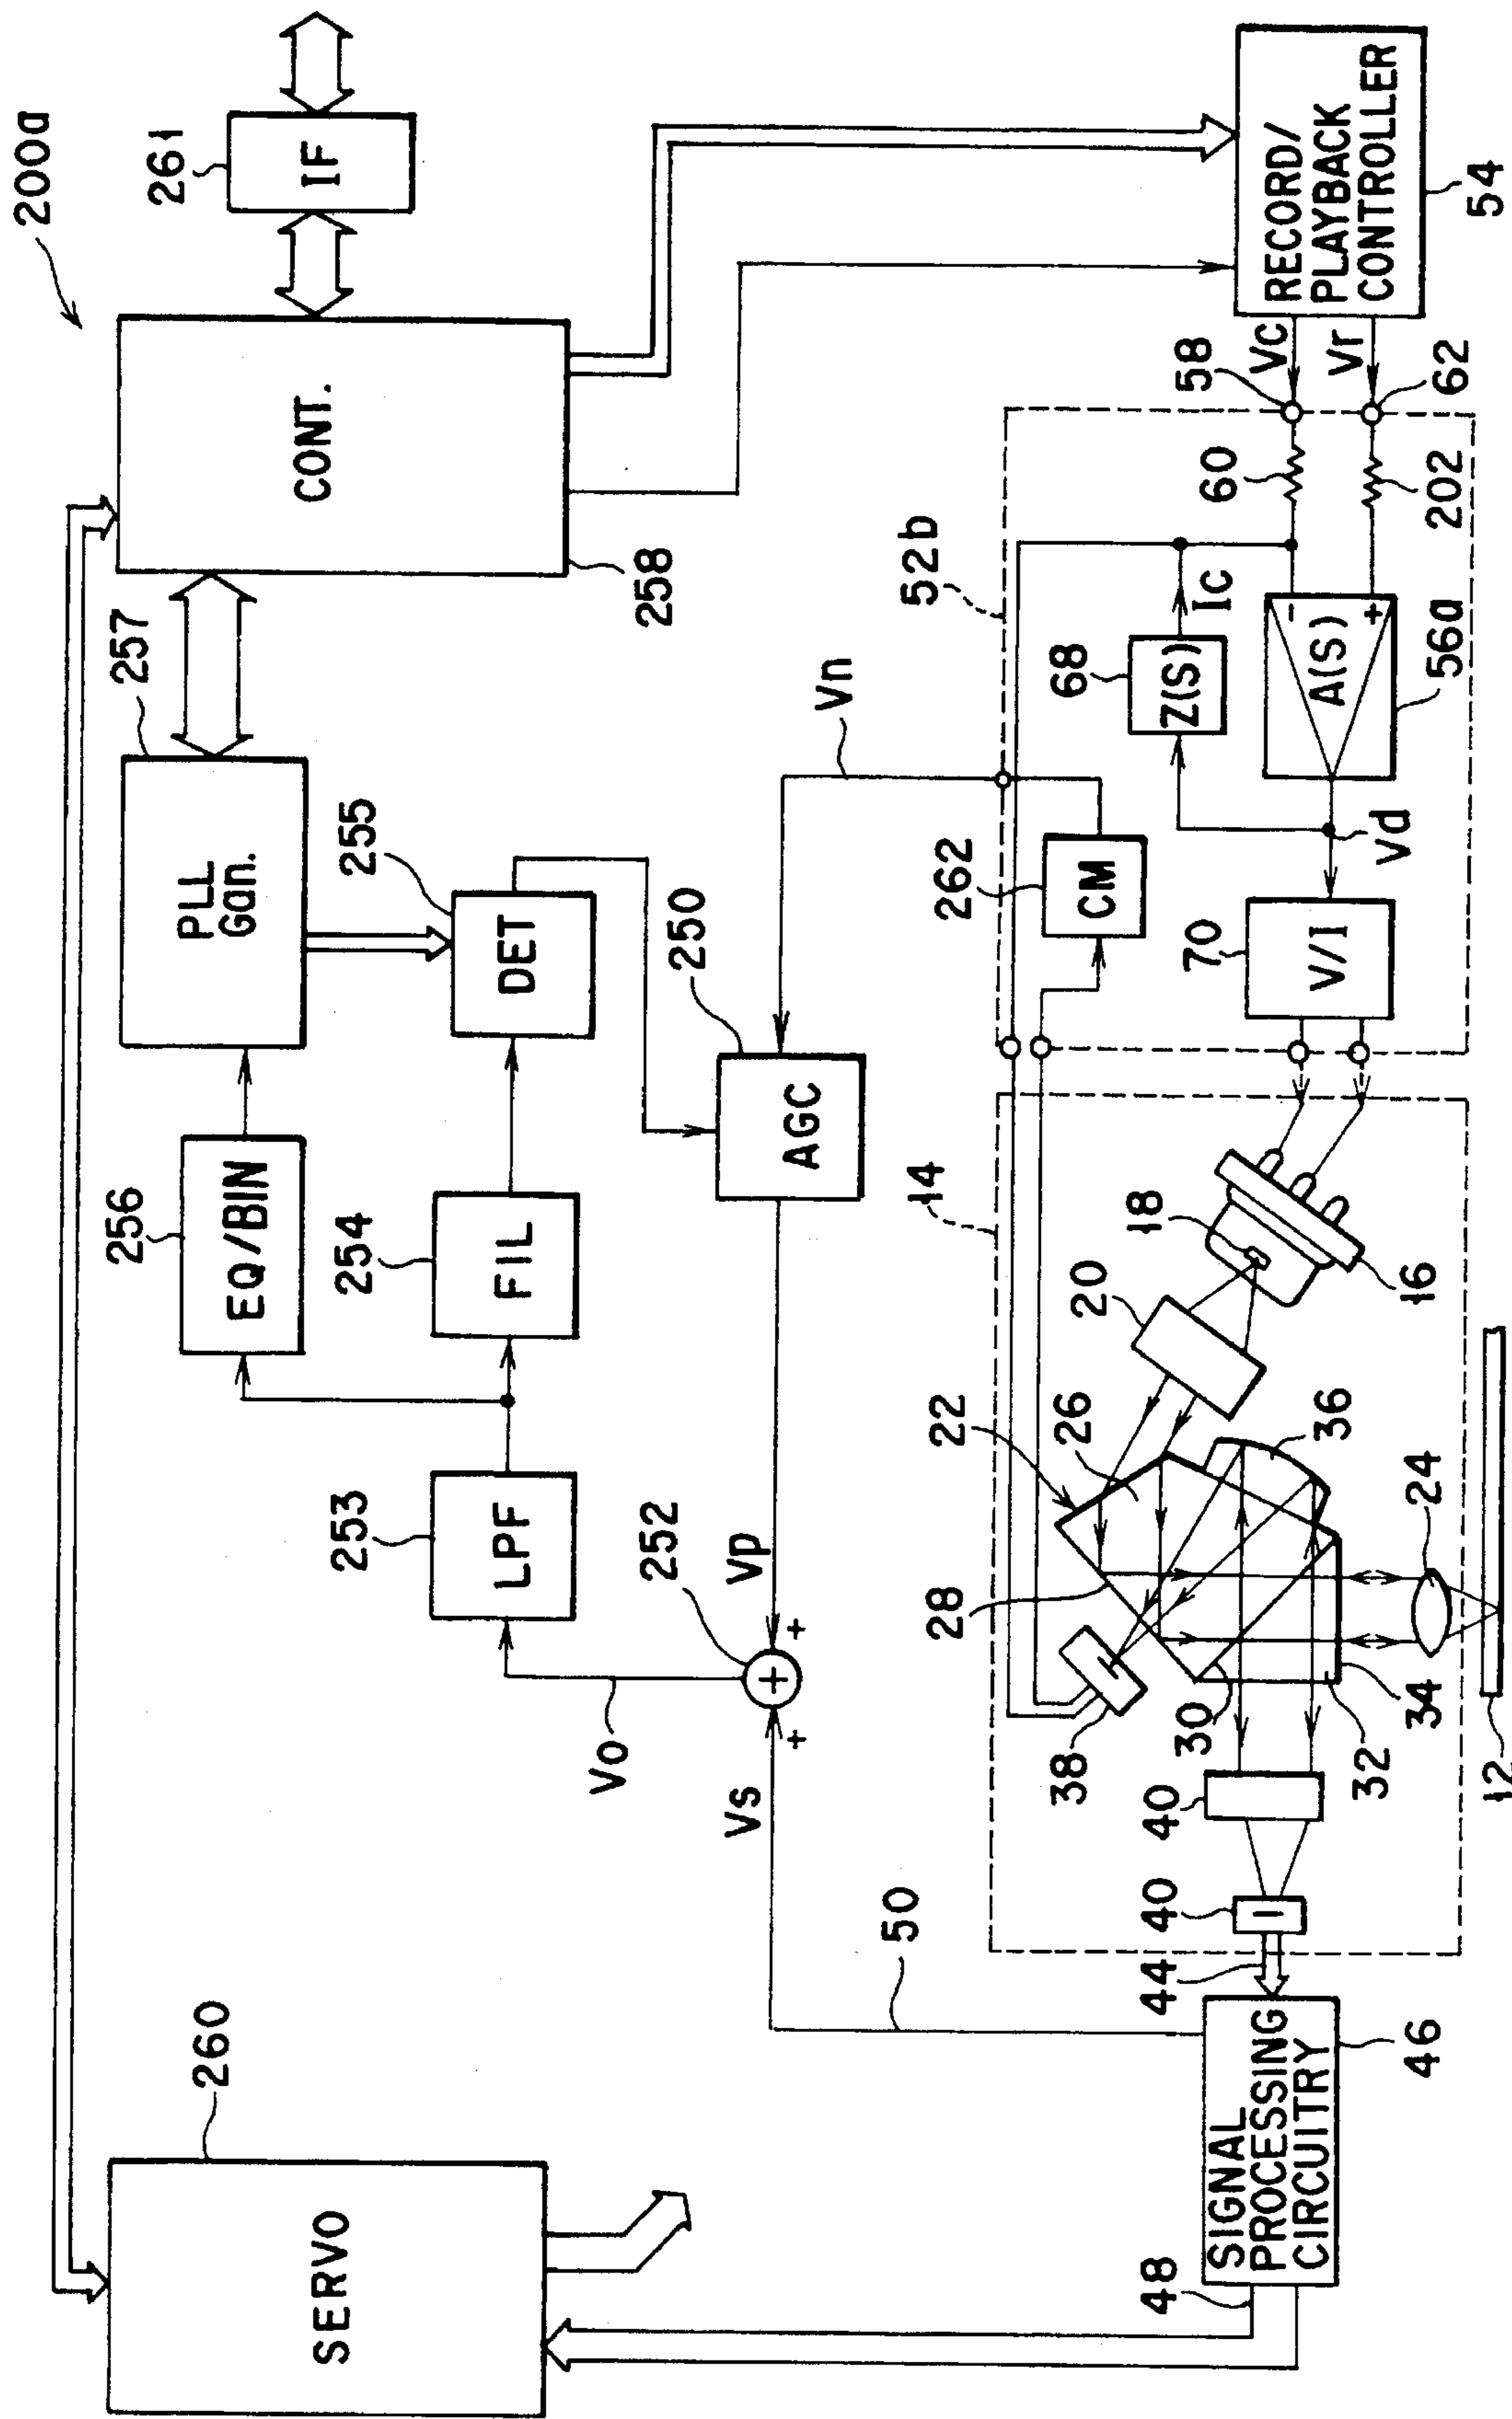 200a
261
IF
CONT.
258
257
PLL
Gan.
255
DET
256
EQ/BIN
254
FIL
253
LPF
250
AGC
252
+
+
+
Vp
Vo
Vs
Vn
50
260
SERVO
48
SIGNAL
PROCESSING
CIRCUITRY
46
44
40
40
38
30
32
34
28
22
26
36
24
12
20
18
16
14
52b
262
CM
68
Z(S)
Ic
70
V/I
Vd
A(S)
-
+
56a
60
202
58
62
Vc
Vr
RECORD/
PLAYBACK
CONTROLLER
54